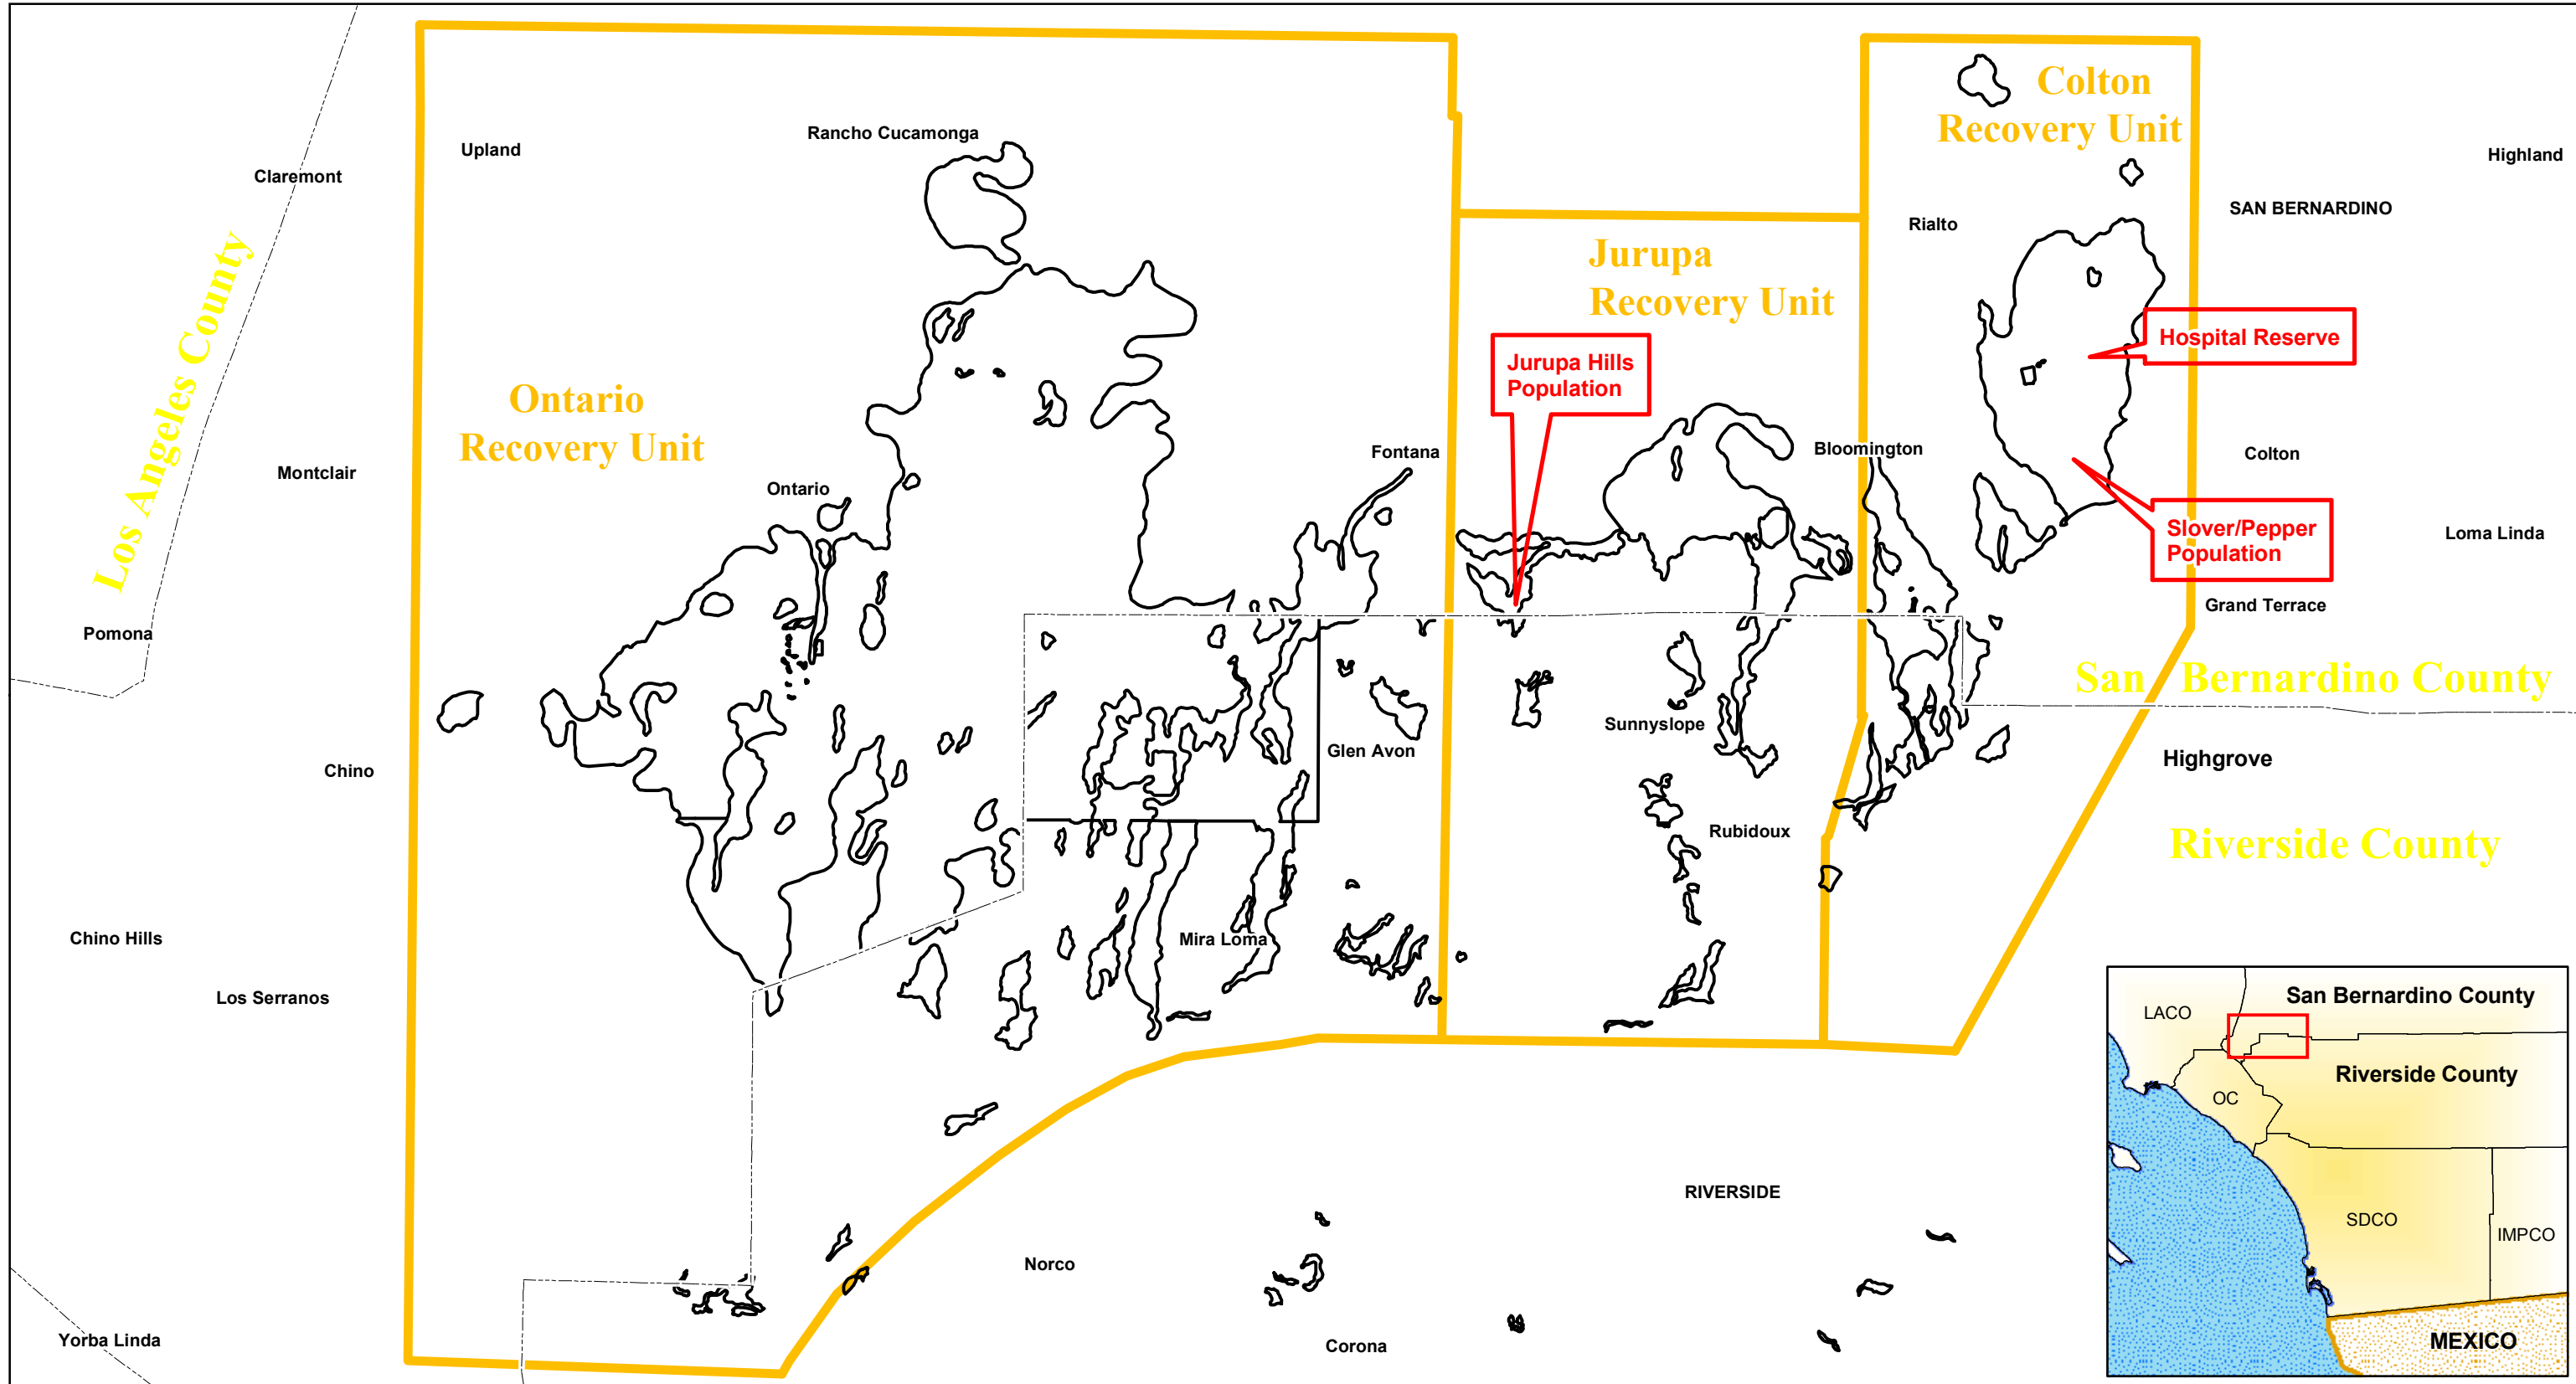 Colton
Recovery Unit
Rancho Cucamonga
Upland
Highland
Claremont
SAN BERNARDINO
Rialto
Los Angeles County
Jurupa
Recovery Unit
Hospital Reserve
Jurupa Hills
Population
Ontario
Recovery Unit
Fontana
Bloomington
Colton
Montclair
Ontario
Slover/Pepper
Population
Loma Linda
Grand Terrace
Pomona
San Bernardino County
Sunnyslope
Glen Avon
Highgrove
Chino
Rubidoux
Riverside County
Chino Hills
Mira Loma
Los Serranos
San Bernardino County
LACO
Riverside County
OC
RIVERSIDE
SDCO
IMPCO
Norco
Yorba Linda
Corona
MEXICO